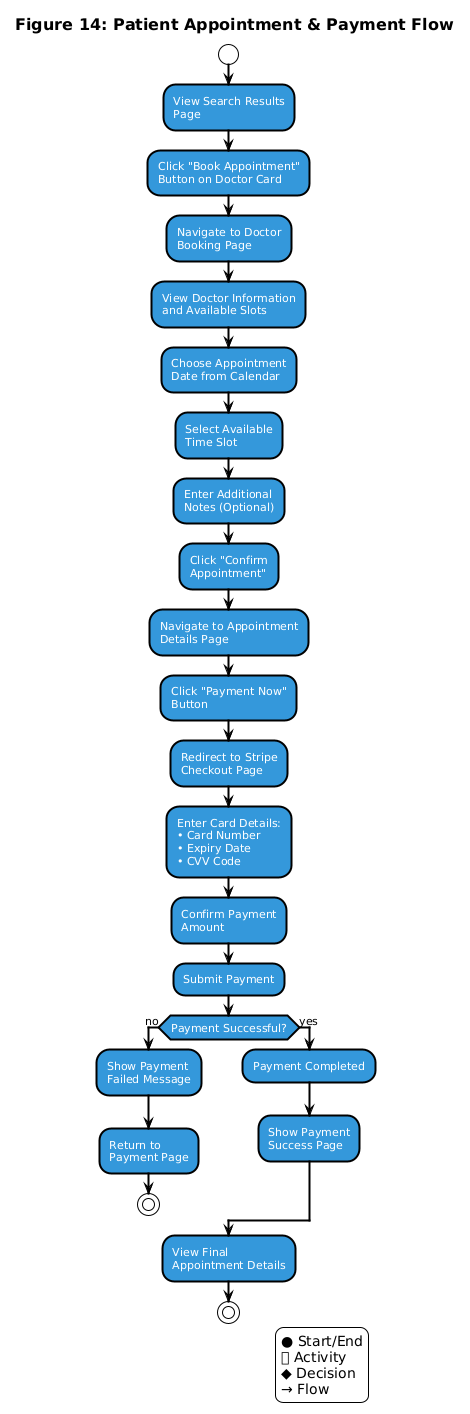 Figure 14: Patient Appointment & Payment Flow
View Search Results
Page
Click "Book Appointment"
Button on Doctor Card
Navigate to Doctor
Booking Page
View Doctor Information
and Available Slots
Choose Appointment
Date from Calendar
Select Available
Time Slot
Enter Additional
Notes (Optional)
Click "Confirm
Appointment"
Navigate to Appointment
Details Page
Click "Payment Now"
Button
Redirect to Stripe
Checkout Page
Enter Card Details:
• Card Number
• Expiry Date
• CVV Code
Confirm Payment
Amount
Submit Payment
no
Payment Successful?
yes
Show Payment
Failed Message
Return to
Payment Page
Payment Completed
Show Payment
Success Page
View Final
Appointment Details
● Start/End
▯ Activity
◆ Decision
→ Flow